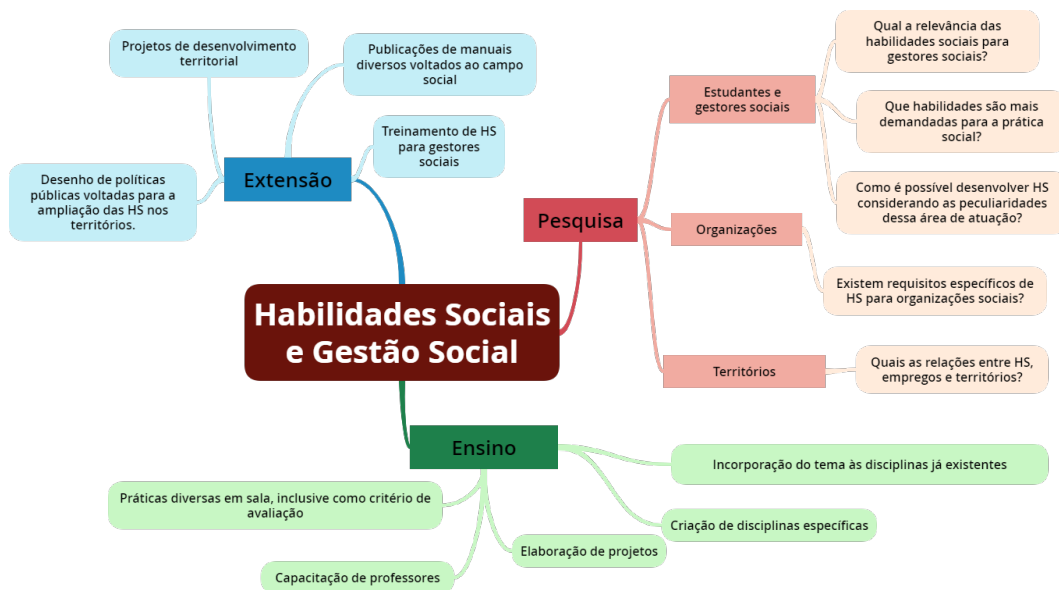 Habilidades Sociais
e Gestão Social
Extensão
Projetos de desenvolvimento
territorial
Publicações de manuais
diversos voltados ao campo
social
Treinamento de HS
para gestores
sociais
Desenho de políticas
públicas voltadas para a
ampliação das HS nos
territórios.
Pesquisa
Estudantes e
gestores sociais
Qual a relevância das
habilidades sociais para
gestores sociais?
Que habilidades são mais
demandadas para a prática
social?
Como é possível desenvolver HS
considerando as peculiaridades
dessa área de atuação?
Organizações
Existem requisitos específicos de
HS para organizações sociais?
Territórios
Quais as relações entre HS,
empregos e territórios?
Ensino
Incorporação do tema às disciplinas já existentes
Criação de disciplinas específicas
Elaboração de projetos
Práticas diversas em sala, inclusive como critério de
avaliação
Capacitação de professores